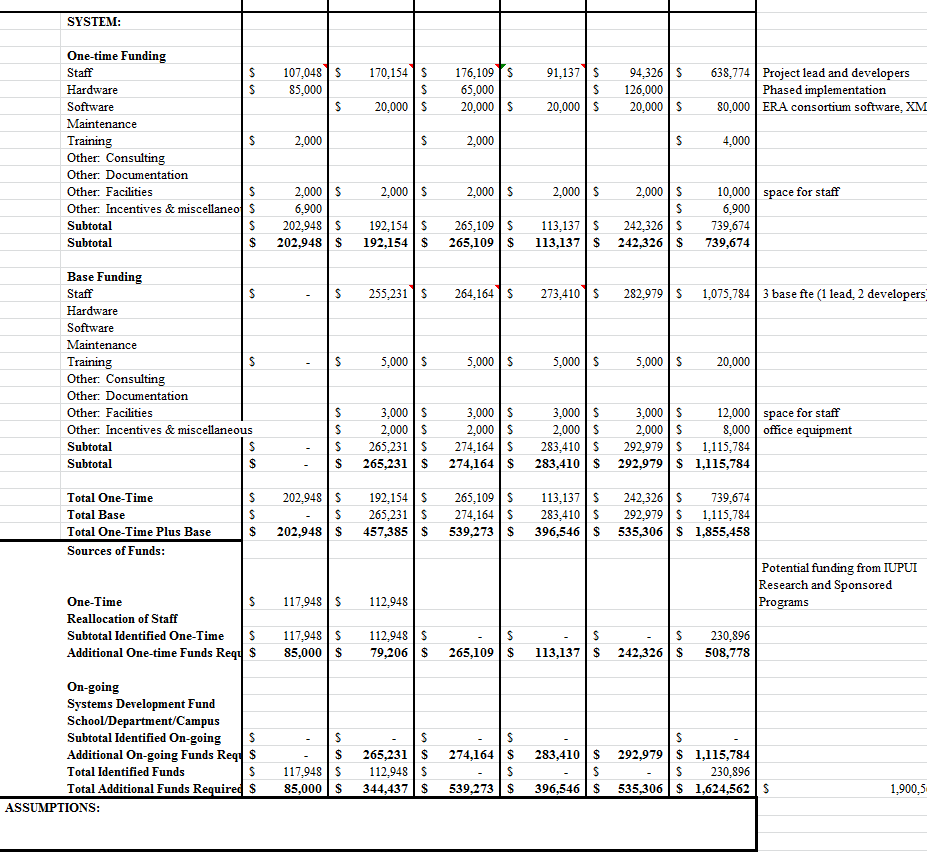 SYSTEM:
One-time Funding
Staff $ 107,048 $ 170,154 $ 176,109 $ 91,137 $ 94,326 $ 638,774 Project lead and developers
Hardware $ 85,000 $ 65,000 $ 126,000 Phased implementation
Software $ 20,000 $ 20,000 $ 20,000 $ 20,000 $ 80,000 ERA consortium software, XM
Maintenance
Training $ 2,000 $ 2,000 $ 4,000
Other: Consulting
Other: Documentation
Other: Facilities $ 2,000 $ 2,000 $ 2,000 $ 2,000 $ 2,000 $ 10,000 space for staff
Other: Incentives & miscellaneo $ 6,900 $ 6,900
Subtotal $ 202,948 $ 192,154 $ 265,109 $ 113,137 $ 242,326 $ 739,674
Subtotal $ 202,948 $ 192,154 $ 265,109 $ 113,137 $ 242,326 $ 739,674
Base Funding
Staff $ - $ 255,231 $ 264,164 $ 273,410 $ 282,979 $ 1,075,784 3 base fte (1 lead, 2 developers)
Hardware
Software
Maintenance
Training $ - $ 5,000 $ 5,000 $ 5,000 $ 5,000 $ 20,000
Other: Consulting
Other: Documentation
Other: Facilities $ 3,000 $ 3,000 $ 3,000 $ 3,000 $ 12,000 space for staff
Other: Incentives & miscellaneous $ 2,000 $ 2,000 $ 2,000 $ 2,000 $ 8,000 office equipment
Subtotal $ - $ 265,231 $ 274,164 $ 283,410 $ 292,979 $ 1,115,784
Subtotal $ - $ 265,231 $ 274,164 $ 283,410 $ 292,979 $ 1,115,784
Total One-Time $ 202,948 $ 192,154 $ 265,109 $ 113,137 $ 242,326 $ 739,674
Total Base $ - $ 265,231 $ 274,164 $ 283,410 $ 292,979 $ 1,115,784
Total One-Time Plus Base $ 202,948 $ 457,385 $ 539,273 $ 396,546 $ 535,306 $ 1,855,458
Sources of Funds:
Potential funding from IUPUI
Research and Sponsored
One-Time $ 117,948 $ 112,948 Programs
Reallocation of Staff
Subtotal Identified One-Time $ 117,948 $ 112,948 $ - $ - $ - $ 230,896
Additional One-time Funds Requ $ 85,000 $ 79,206 $ 265,109 $ 113,137 $ 242,326 $ 508,778
On-going
Systems Development Fund
School/Department/Campus
Subtotal Identified On-going $ - $ - $ - $ - $ -
Additional On-going Funds Requ $ - $ 265,231 $ 274,164 $ 283,410 $ 292,979 $ 1,115,784
Total Identified Funds $ 117,948 $ 112,948 $ - $ - $ - $ 230,896
Total Additional Funds Required $ 85,000 $ 344,437 $ 539,273 $ 396,546 $ 535,306 $ 1,624,562 $ 1,900,5
ASSUMPTIONS: